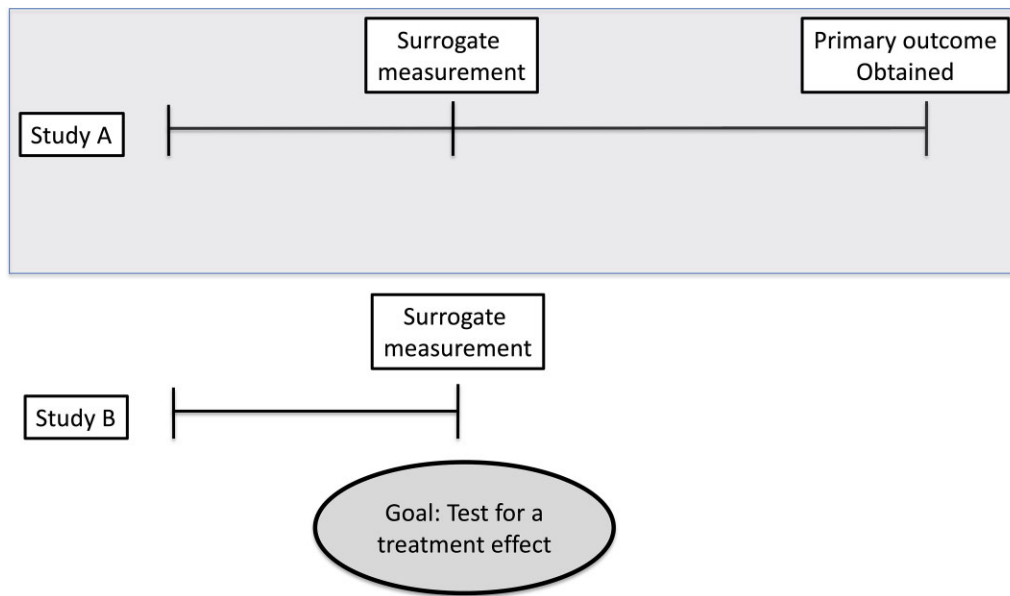 Surrogate
measurement
Primary outcome
Obtained
Study A
Surrogate
measurement
Study B
Goal: Test for a
treatment effect